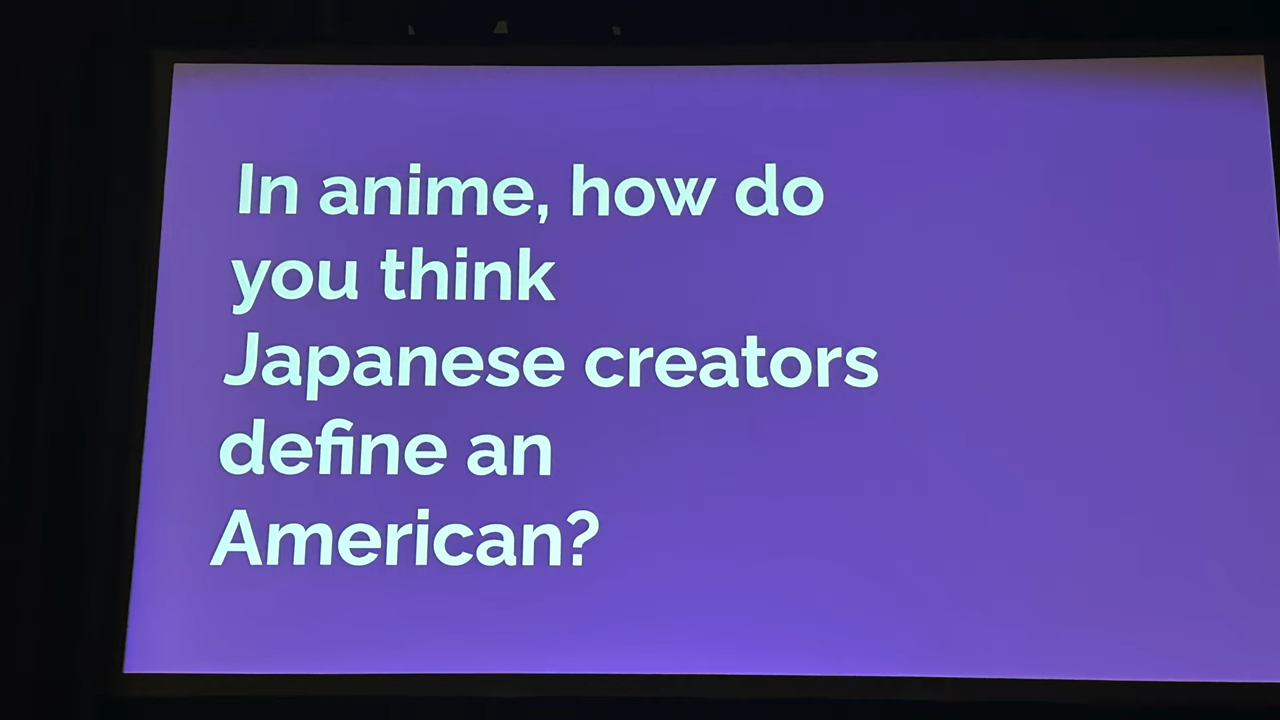 In anime, how do
you think
Japanese creators
define an
American?